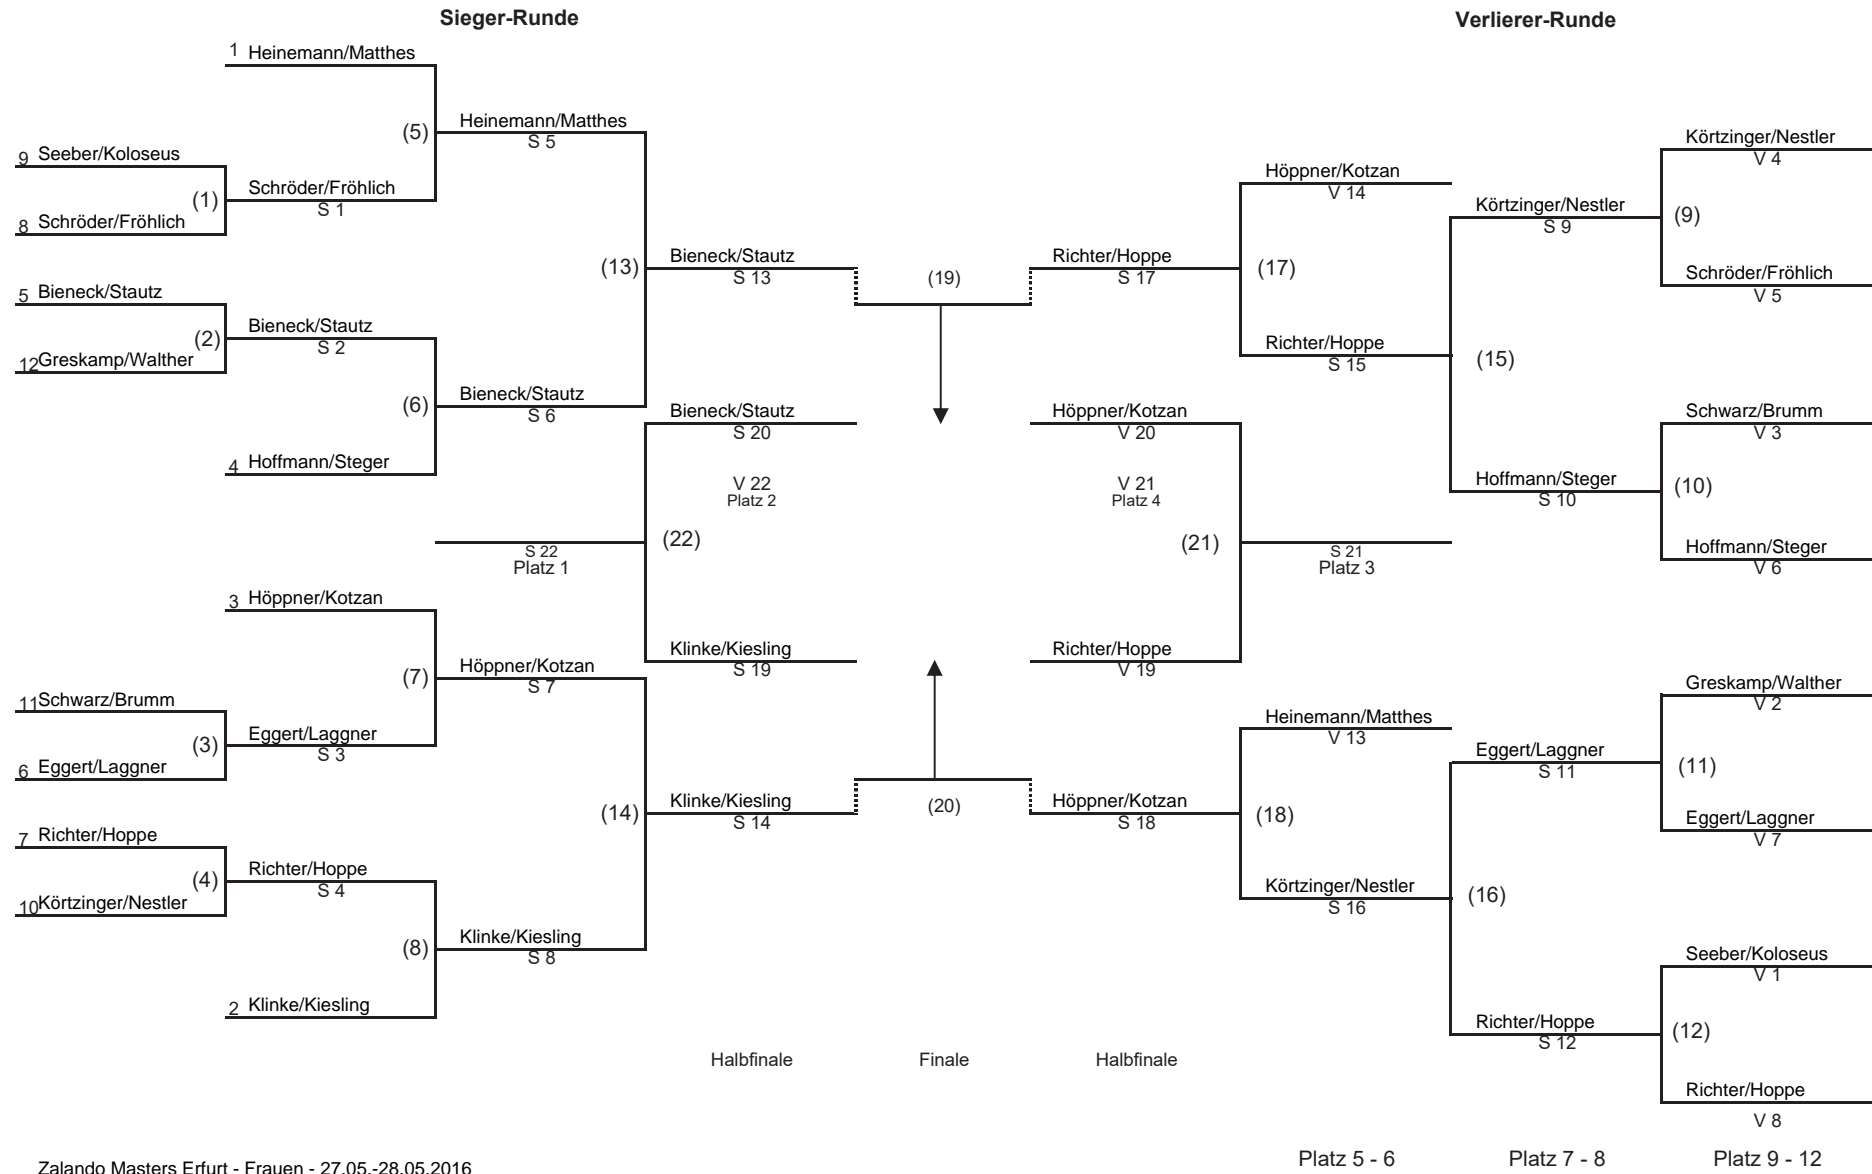 Sieger-Runde
Verlierer-Runde
1 Heinemann/Matthes
(5)
Heinemann/Matthes
S 5
9 Seeber/Koloseus
(1)
Schröder/Fröhlich
S 1
8 Schröder/Fröhlich
5 Bieneck/Stautz
(2)
Bieneck/Stautz
S 2
12 Greskamp/Walther
(6)
Bieneck/Stautz
S 6
4 Hoffmann/Steger
(13)
Bieneck/Stautz
S 13
(19)
Bieneck/Stautz
S 20
V 22
Platz 2
(22)
S 22
Platz 1
Klinke/Kiesling
S 19
3 Höppner/Kotzan
(7)
Höppner/Kotzan
S 7
11 Schwarz/Brumm
(3)
Eggert/Laggner
S 3
6 Eggert/Laggner
7 Richter/Hoppe
(4)
Richter/Hoppe
S 4
10 Körtzinger/Nestler
(8)
Klinke/Kiesling
S 8
2 Klinke/Kiesling
(14)
Klinke/Kiesling
S 14
(20)
Richter/Hoppe
S 17
(17)
Höppner/Kotzan
V 14
Richter/Hoppe
S 15
(15)
Körtzinger/Nestler
S 9
(9)
Körtzinger/Nestler
V 4
Schröder/Fröhlich
V 5
Hoffmann/Steger
S 10
(10)
Schwarz/Brumm
V 3
Hoffmann/Steger
V 6
Höppner/Kotzan
V 20
V 21
Platz 4
(21)
S 21
Platz 3
Richter/Hoppe
V 19
Höppner/Kotzan
S 18
(18)
Heinemann/Matthes
V 13
Körtzinger/Nestler
S 16
(16)
Eggert/Laggner
S 11
(11)
Greskamp/Walther
V 2
Eggert/Laggner
V 7
Richter/Hoppe
S 12
(12)
Seeber/Koloseus
V 1
Richter/Hoppe
V 8
Halbfinale
Finale
Halbfinale
Platz 5 - 6
Platz 7 - 8
Platz 9 - 12
Zalando Masters Erfurt - Frauen - 27.05.-28.05.2016